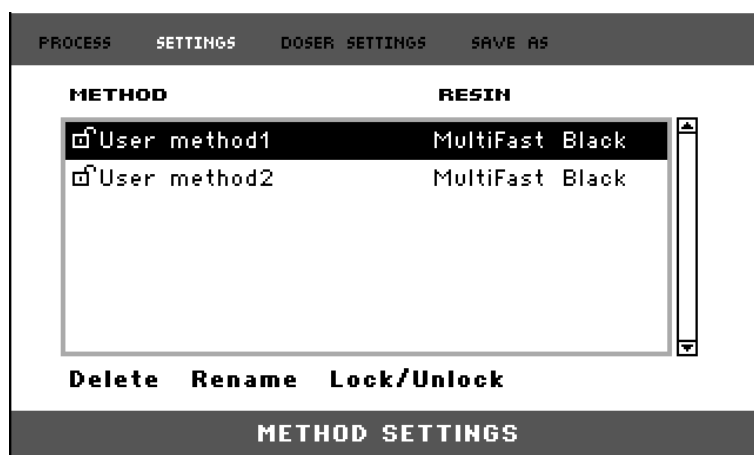 PROCESS SETTINGS DOSER SETTINGS SAVE AS
METHOD RESIN
User method1 MultiFast Black
User method2 MultiFast Black
Delete Rename Lock/Unlock
METHOD SETTINGS